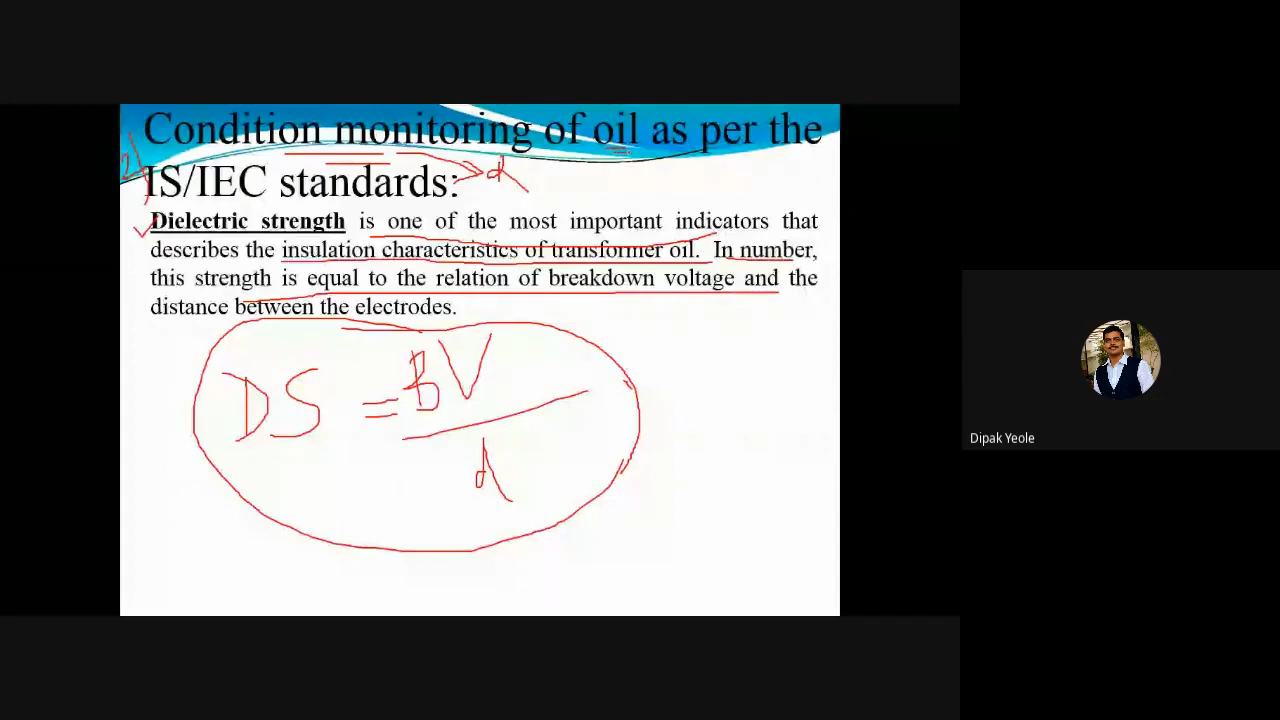 Condition monitoring of oil as per the
2)
IS/IEC standards:
d
Dielectric strength is one of the most important indicators that
describes the insulation characteristics of transformer oil. In number,
this strength is equal to the relation of breakdown voltage and the
distance between the electrodes.
DS = BV
d
Dipak Yeole